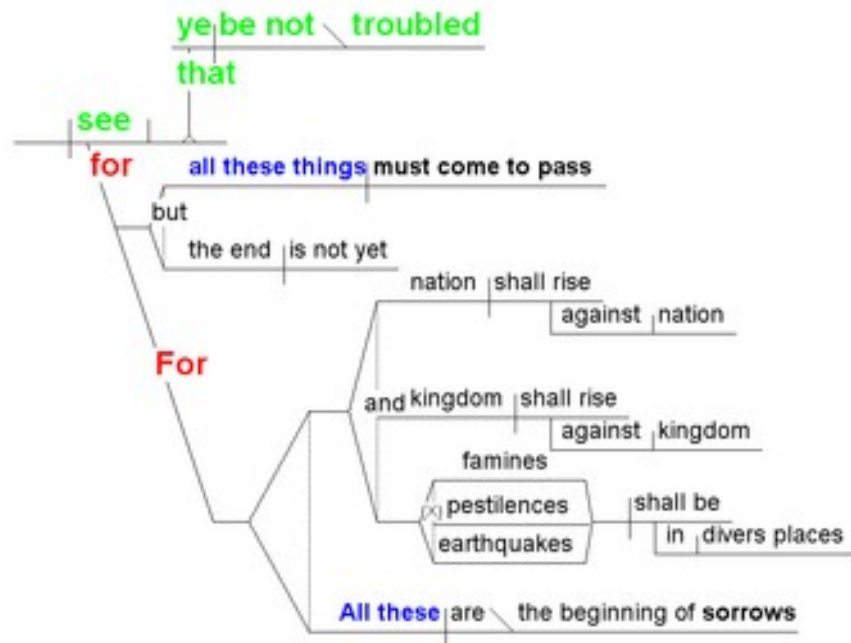 ye be not troubled
that
see
for
all these things must come to pass
but
the end is not yet
nation shall rise
against nation
For
and kingdom shall rise
against kingdom
famines
(X) pestilences
shall be
in divers places
earthquakes
All these are the beginning of sorrows